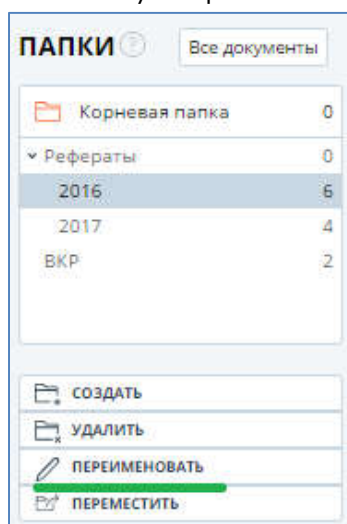 ПАПКИ ? Все документы
Корневая папка 0
Рефераты 0
2016 6
2017 4
ВКР 2
СОЗДАТЬ
УДАЛИТЬ
ПЕРЕИМЕНОВАТЬ
ПЕРЕМЕСТИТЬ